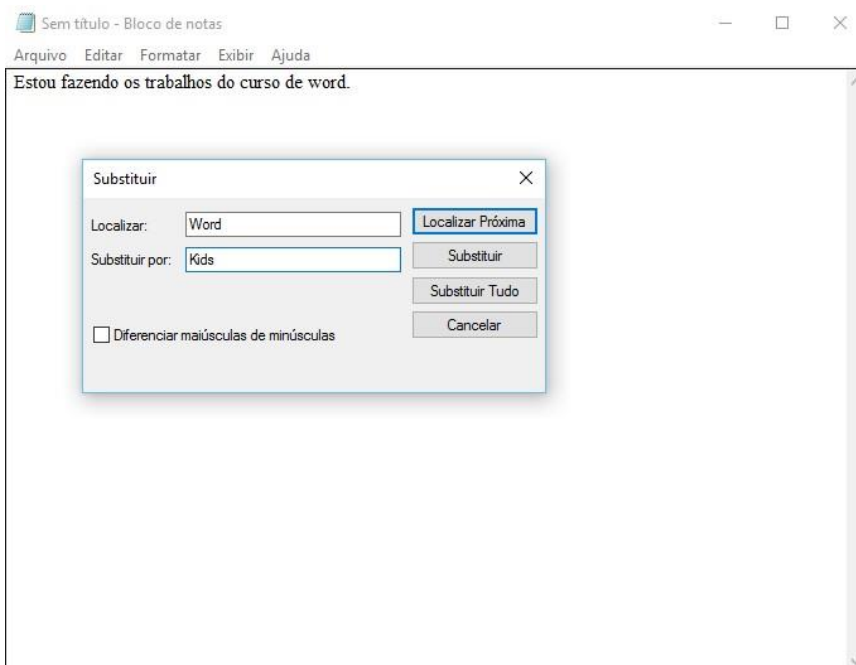 Sem título - Bloco de notas
Arquivo Editar Formatar Exibir Ajuda
Estou fazendo os trabalhos do curso de word.
Substituir
Localizar: Word Localizar Próxima
Substituir por: Kids Substituir
Substituir Tudo
Diferenciar maiúsculas de minúsculas Cancelar